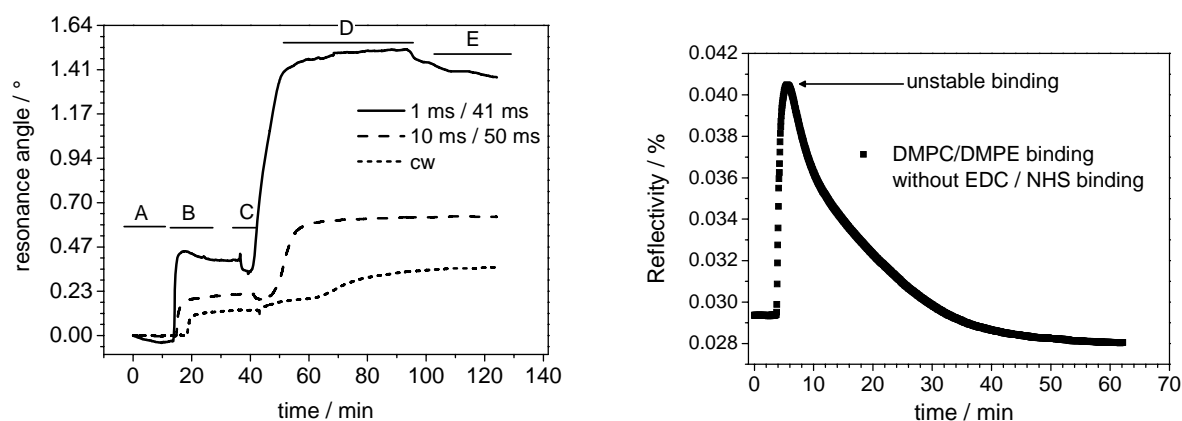 1.64
1.41
1.17
0.94
0.70
0.47
0.23
0.00
resonance angle / °
A
B
C
D
E
1 ms / 41 ms
10 ms / 50 ms
cw
0 20 40 60 80 100 120 140
time / min
0.042
0.040
0.038
0.036
0.034
0.032
0.030
0.028
Reflectivity / %
unstable binding
DMPC/DMPE binding
without EDC / NHS binding
0 10 20 30 40 50 60 70
time / min